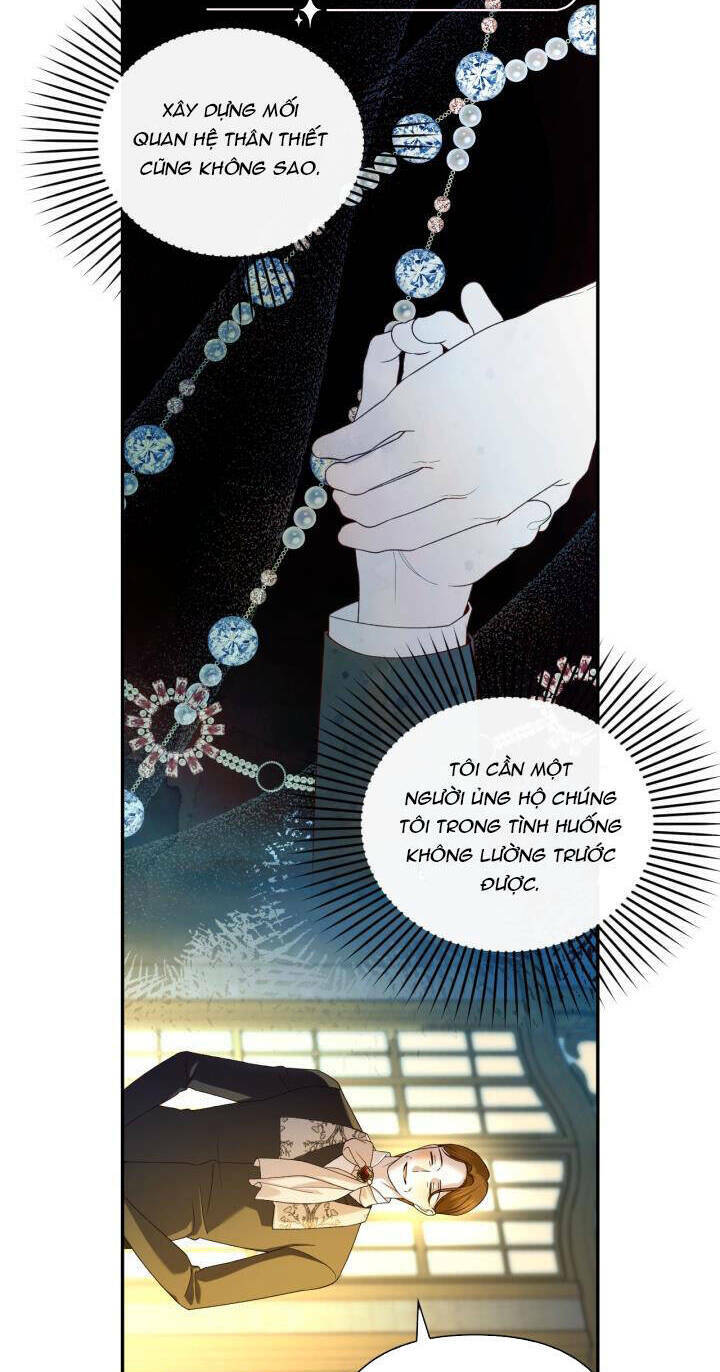 XÂY DỰNG MỐI
QUAN HỆ THÂN THIẾT
CŨNG KHÔNG SAO.
TÔI CẦN MỘT
NGƯỜI ỦNG HỘ CHÚNG
TÔI TRONG TÌNH HUỐNG
KHÔNG LƯỜNG TRƯỚC
ĐƯỢC.